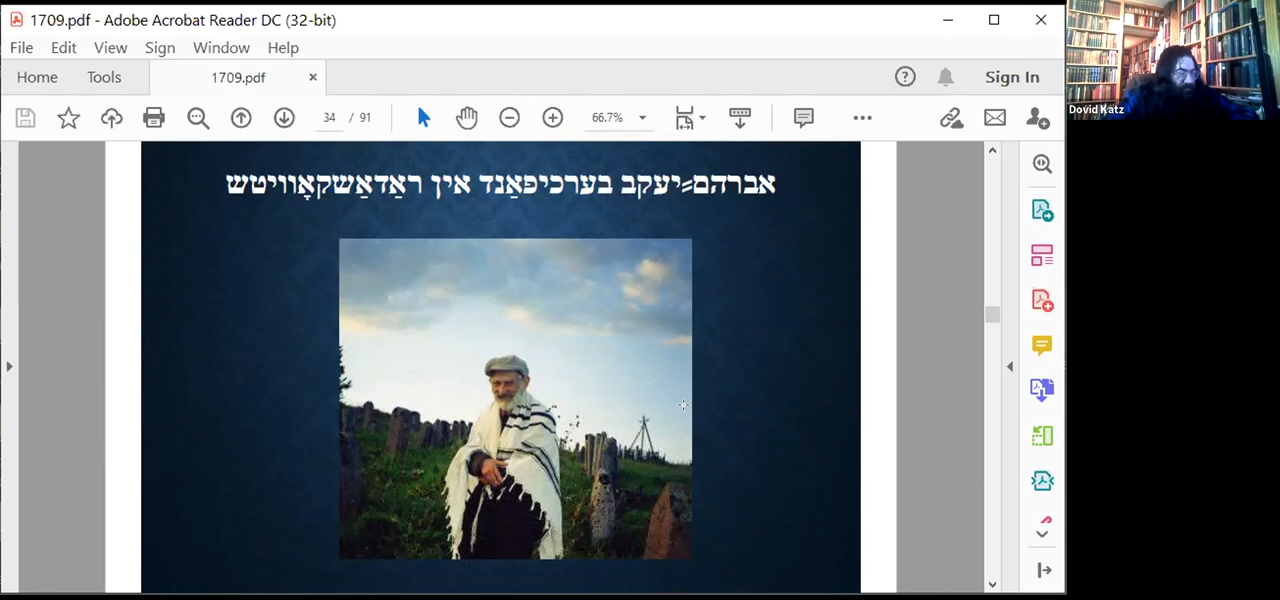 1709.pdf - Adobe Acrobat Reader DC (32-bit)
File Edit View Sign Window Help
Home Tools 1709.pdf × ? Sign In
34 / 91 66.7%
Dovid Katz
אברהם⸗יעקב בערכיפּאַנד אין ראַדאַשקאָוויטש